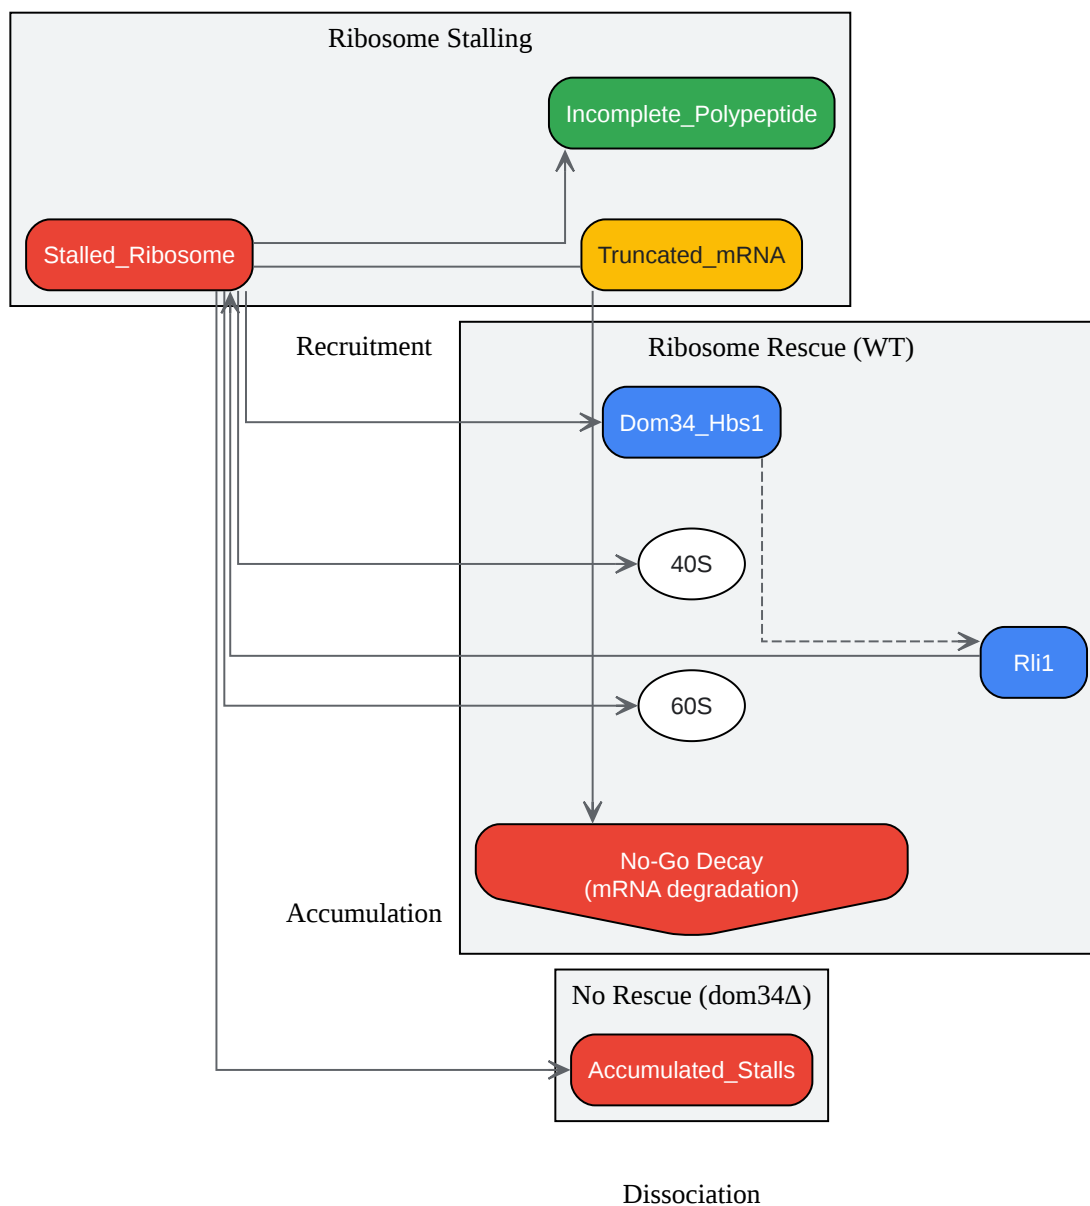 Ribosome Stalling
Incomplete_Polypeptide
Stalled_Ribosome
Truncated_mRNA
Recruitment
Ribosome Rescue (WT)
Dom34_Hbs1
40S
Rli1
60S
No-Go Decay
(mRNA degradation)
Accumulation
No Rescue (dom34Δ)
Accumulated_Stalls
Dissociation